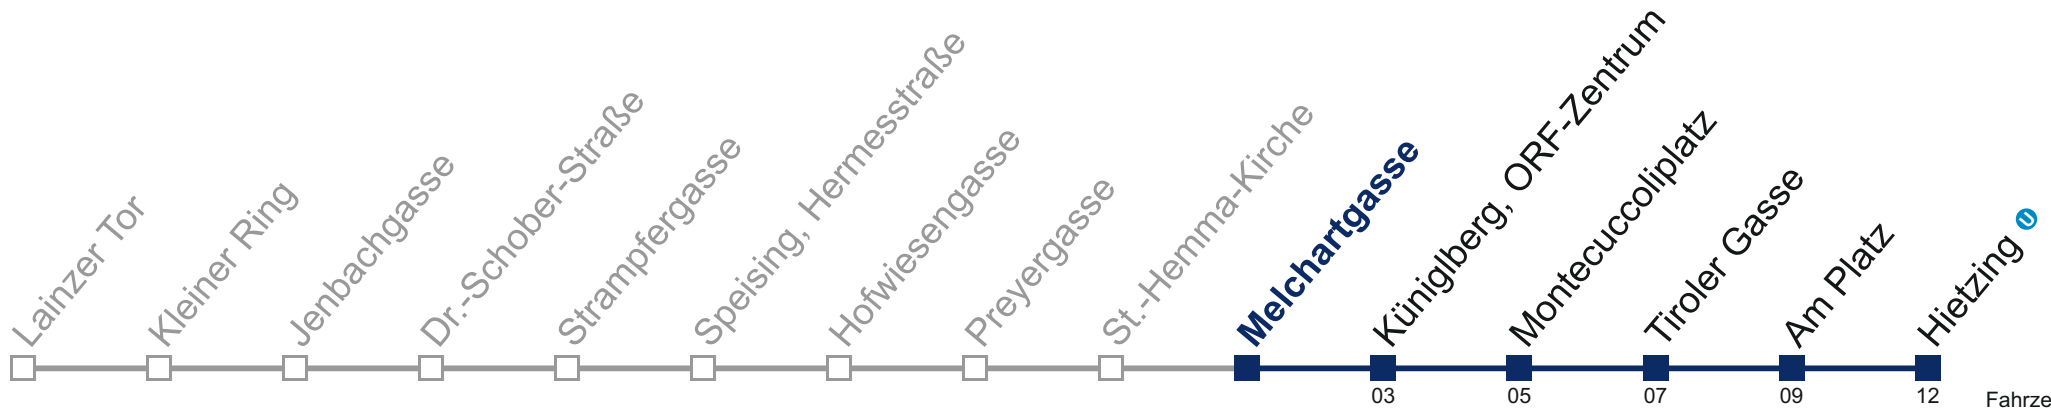 Lainzer Tor
Kleiner Ring
Jenbachgasse
Dr.-Schober-Straße
Strampfergasse
Speising, Hermesstraße
Hofwiesengasse
Preyergasse
St.-Hemma-Kirche
Melchartgasse
Küniglberg, ORF-Zentrum
Montecuccoliplatz
Tiroler Gasse
Am Platz
Hietzing U
03 05 07 09 12 Fahrze